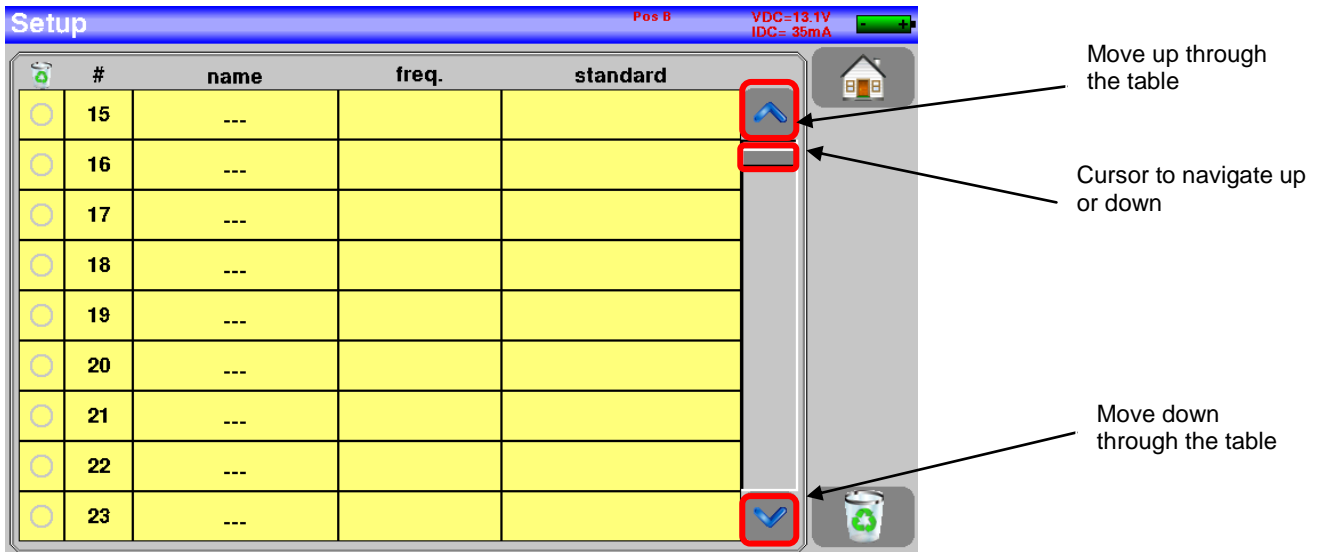 Setup
Pos B
VDC=13.1V
IDC= 35mA
- +
# name freq. standard
15 ---
16 ---
17 ---
18 ---
19 ---
20 ---
21 ---
22 ---
23 ---
Move up through
the table
Cursor to navigate up
or down
Move down
through the table